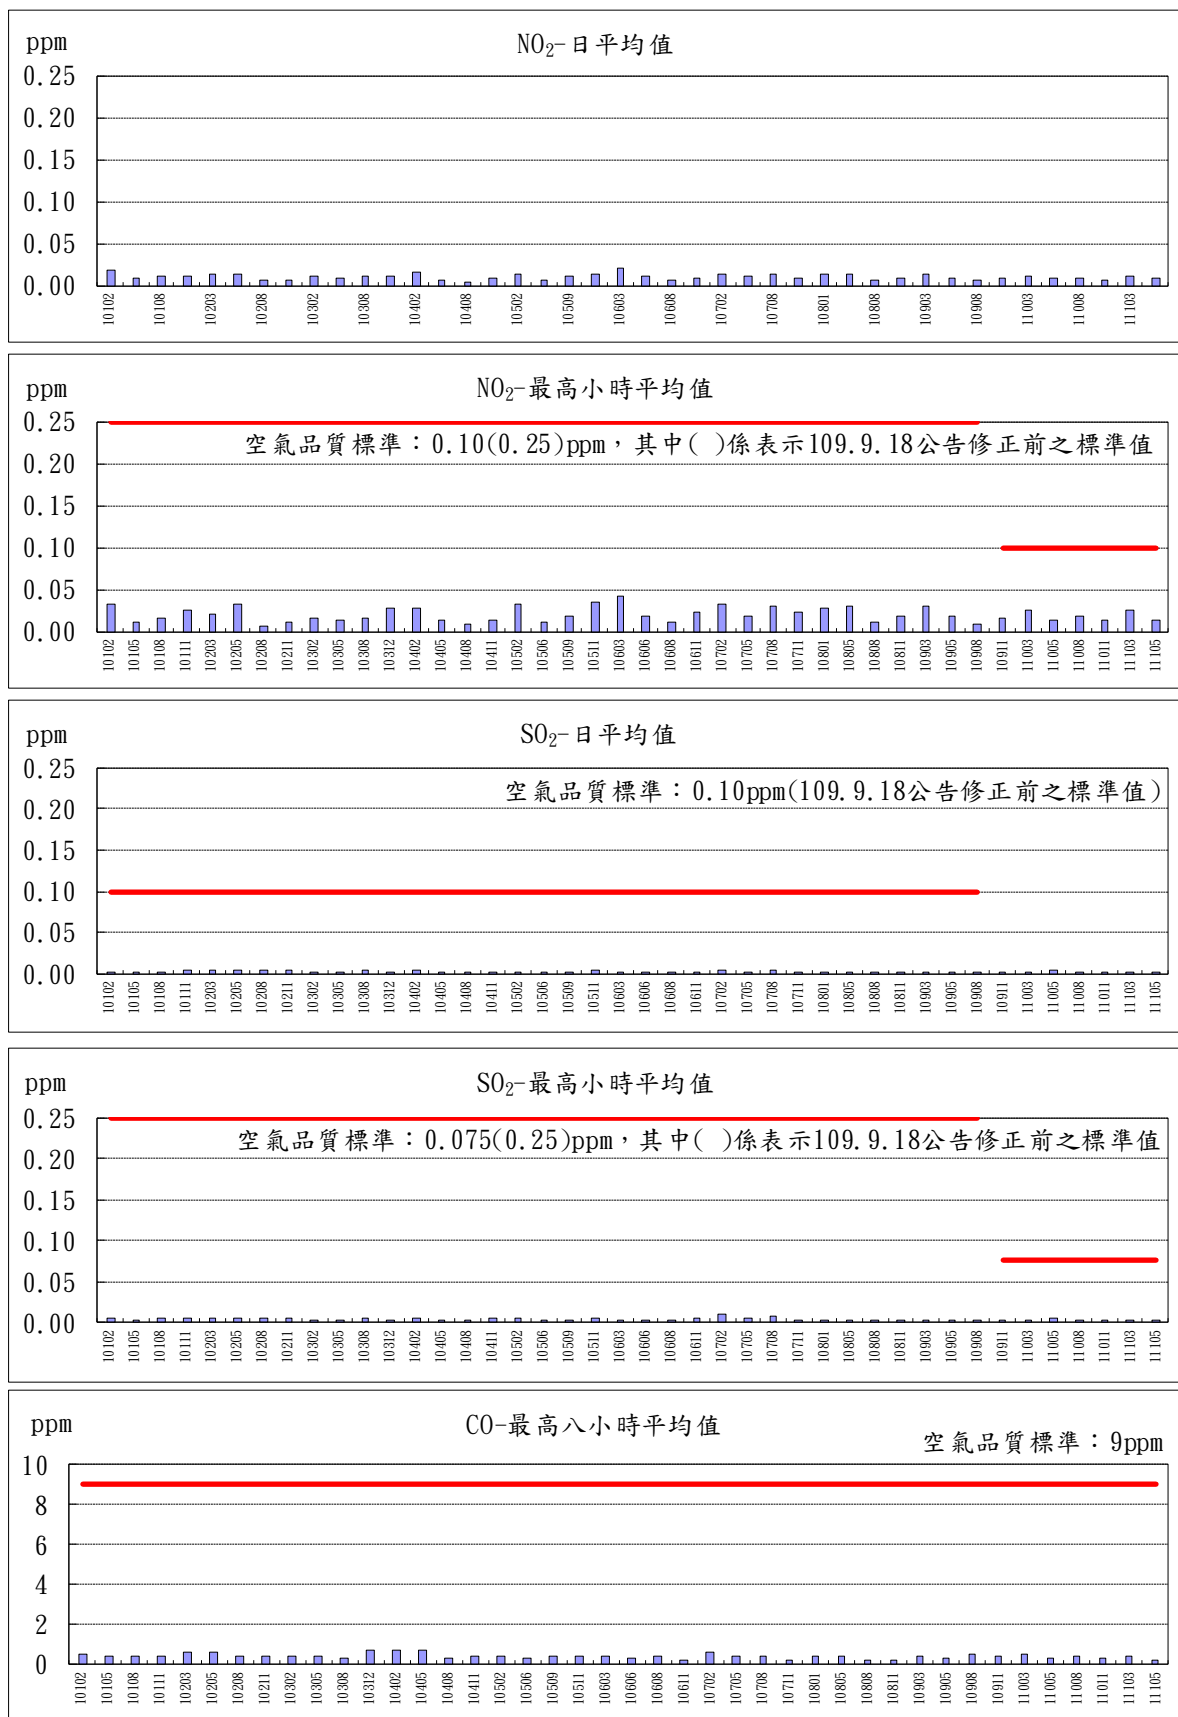 ppm
NO₂-日平均值
0.25
0.20
0.15
0.10
0.05
0.00
10102 10108 10203 10208 10302 10308 10402 10408 10502 10509 10603 10608 10702 10708 10801 10808 10903 10908 11003 11008 11103
ppm
NO₂-最高小時平均值
0.25
空氣品質標準：0.10(0.25)ppm，其中( )係表示109.9.18公告修正前之標準值
0.20
0.15
0.10
0.05
0.00
10102 10105 10108 10111 10203 10205 10208 10211 10302 10305 10308 10312 10402 10405 10408 10411 10502 10506 10509 10511 10603 10606 10608 10611 10702 10705 10708 10711 10801 10805 10808 10811 10903 10905 10908 10911 11003 11005 11008 11011 11103 11105
ppm
SO₂-日平均值
0.25
空氣品質標準：0.10ppm(109.9.18公告修正前之標準值)
0.20
0.15
0.10
0.05
0.00
10102 10105 10108 10111 10203 10205 10208 10211 10302 10305 10308 10312 10402 10405 10408 10411 10502 10506 10509 10511 10603 10606 10608 10611 10702 10705 10708 10711 10801 10805 10808 10811 10903 10905 10908 10911 11003 11005 11008 11011 11103 11105
ppm
SO₂-最高小時平均值
0.25
空氣品質標準：0.075(0.25)ppm，其中( )係表示109.9.18公告修正前之標準值
0.20
0.15
0.10
0.05
0.00
10102 10105 10108 10111 10203 10205 10208 10211 10302 10305 10308 10312 10402 10405 10408 10411 10502 10506 10509 10511 10603 10606 10608 10611 10702 10705 10708 10711 10801 10805 10808 10811 10903 10905 10908 10911 11003 11005 11008 11011 11103 11105
ppm
CO-最高八小時平均值
空氣品質標準：9ppm
10
8
6
4
2
0
10102 10105 10108 10111 10203 10205 10208 10211 10302 10305 10308 10312 10402 10405 10408 10411 10502 10506 10509 10511 10603 10606 10608 10611 10702 10705 10708 10711 10801 10805 10808 10811 10903 10905 10908 10911 11003 11005 11008 11011 11103 11105